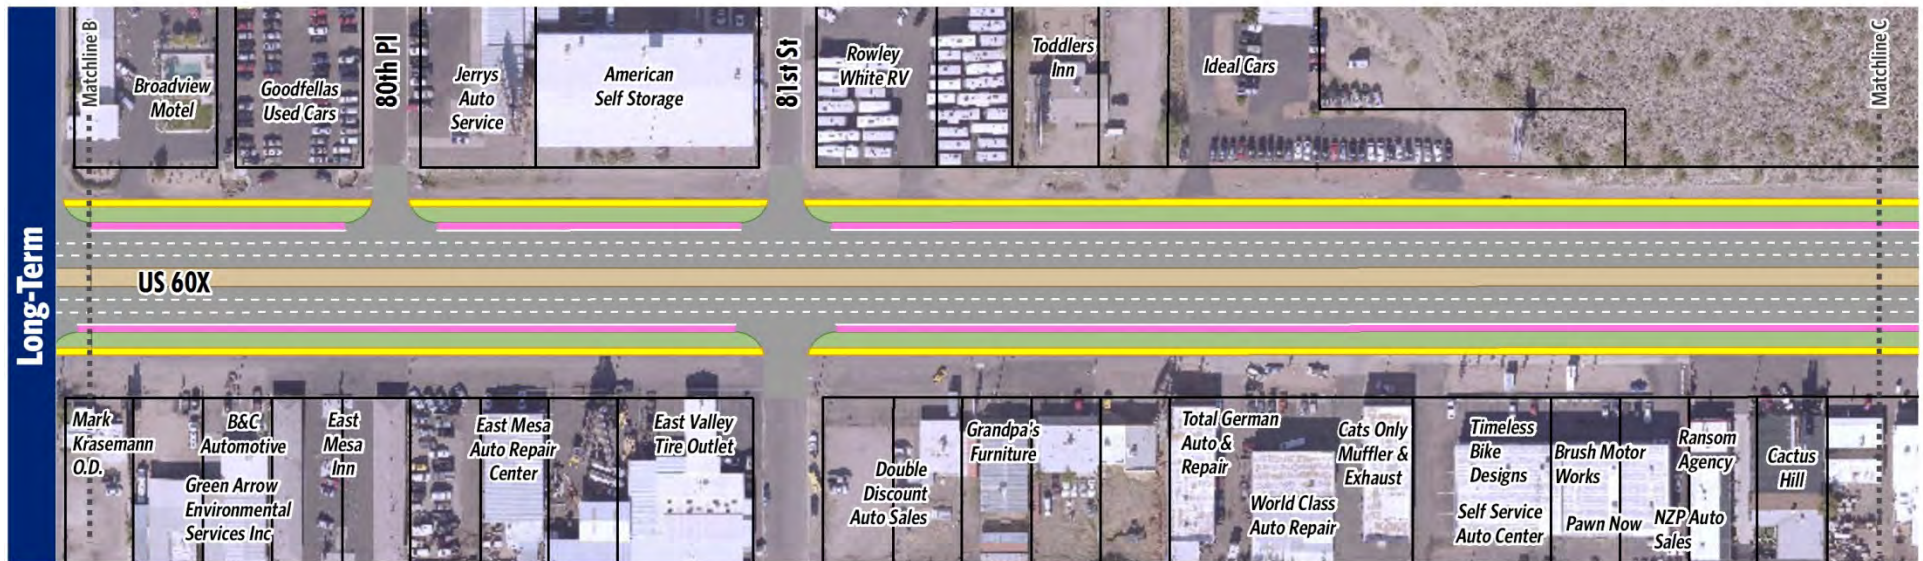 Long-Term
Matchline B
Broadview
Motel
Goodfellas
Used Cars
80th Pl
Jerrys
Auto
Service
American
Self Storage
81st St
Rowley
White RV
Toddlers
Inn
Ideal Cars
Matchline C
US 60X
Mark
Krasemann
O.D.
B&C
Automotive
Green Arrow
Environmental
Services Inc
East
Mesa
Inn
East Mesa
Auto Repair
Center
East Valley
Tire Outlet
Double
Discount
Auto Sales
Grandpa's
Furniture
Total German
Auto &
Repair
World Class
Auto Repair
Cats Only
Muffler &
Exhaust
Timeless
Bike
Designs
Self Service
Auto Center
Brush Motor
Works
Pawn Now
Ransom
Agency
NZP Auto
Sales
Cactus
Hill